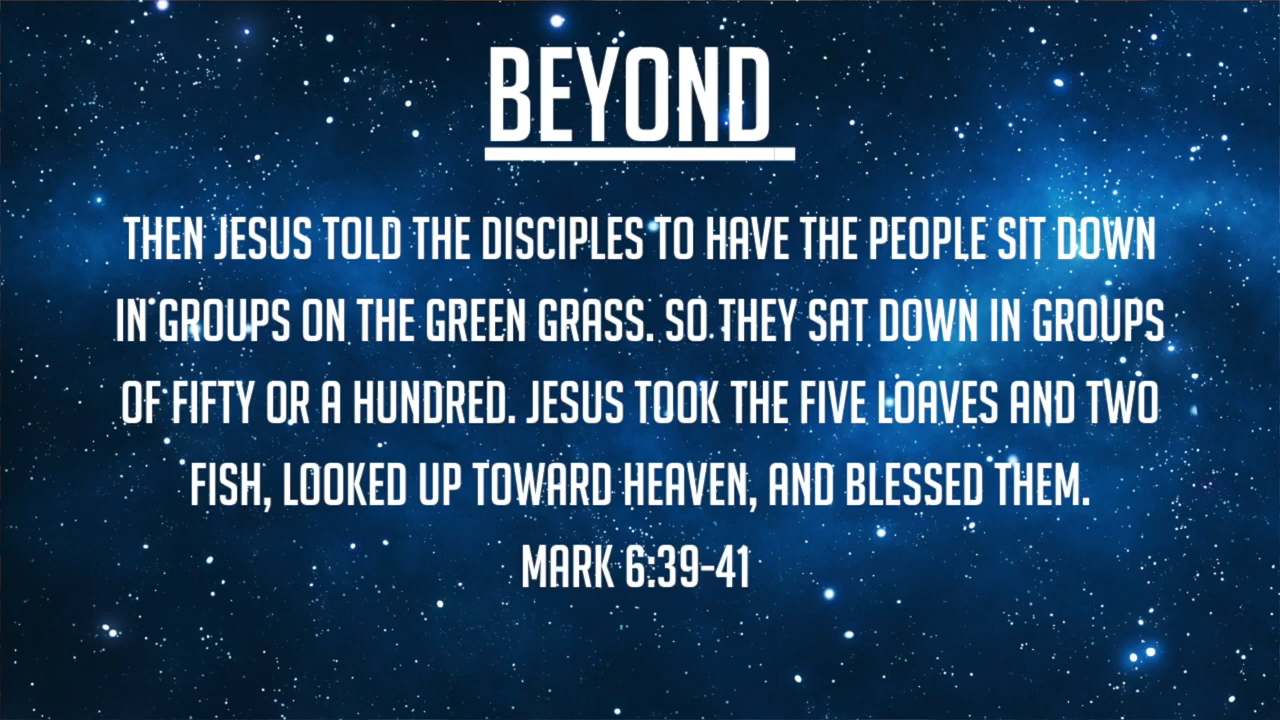 BEYOND
THEN JESUS TOLD THE DISCIPLES TO HAVE THE PEOPLE SIT DOWN
IN GROUPS ON THE GREEN GRASS. SO THEY SAT DOWN IN GROUPS
OF FIFTY OR A HUNDRED. JESUS TOOK THE FIVE LOAVES AND TWO
FISH, LOOKED UP TOWARD HEAVEN, AND BLESSED THEM.
MARK 6:39-41